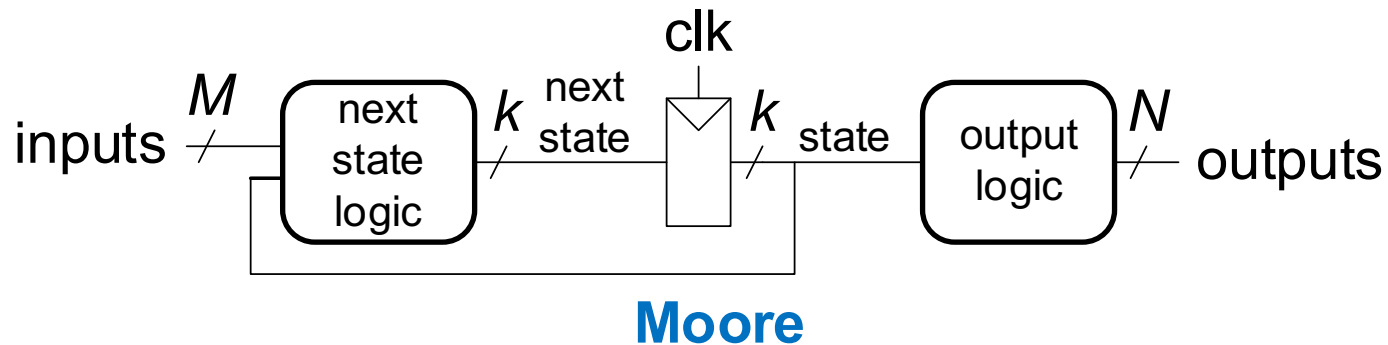 clk
inputs
M
next
state
logic
k
next
state
k
state
output
logic
N
outputs
Moore